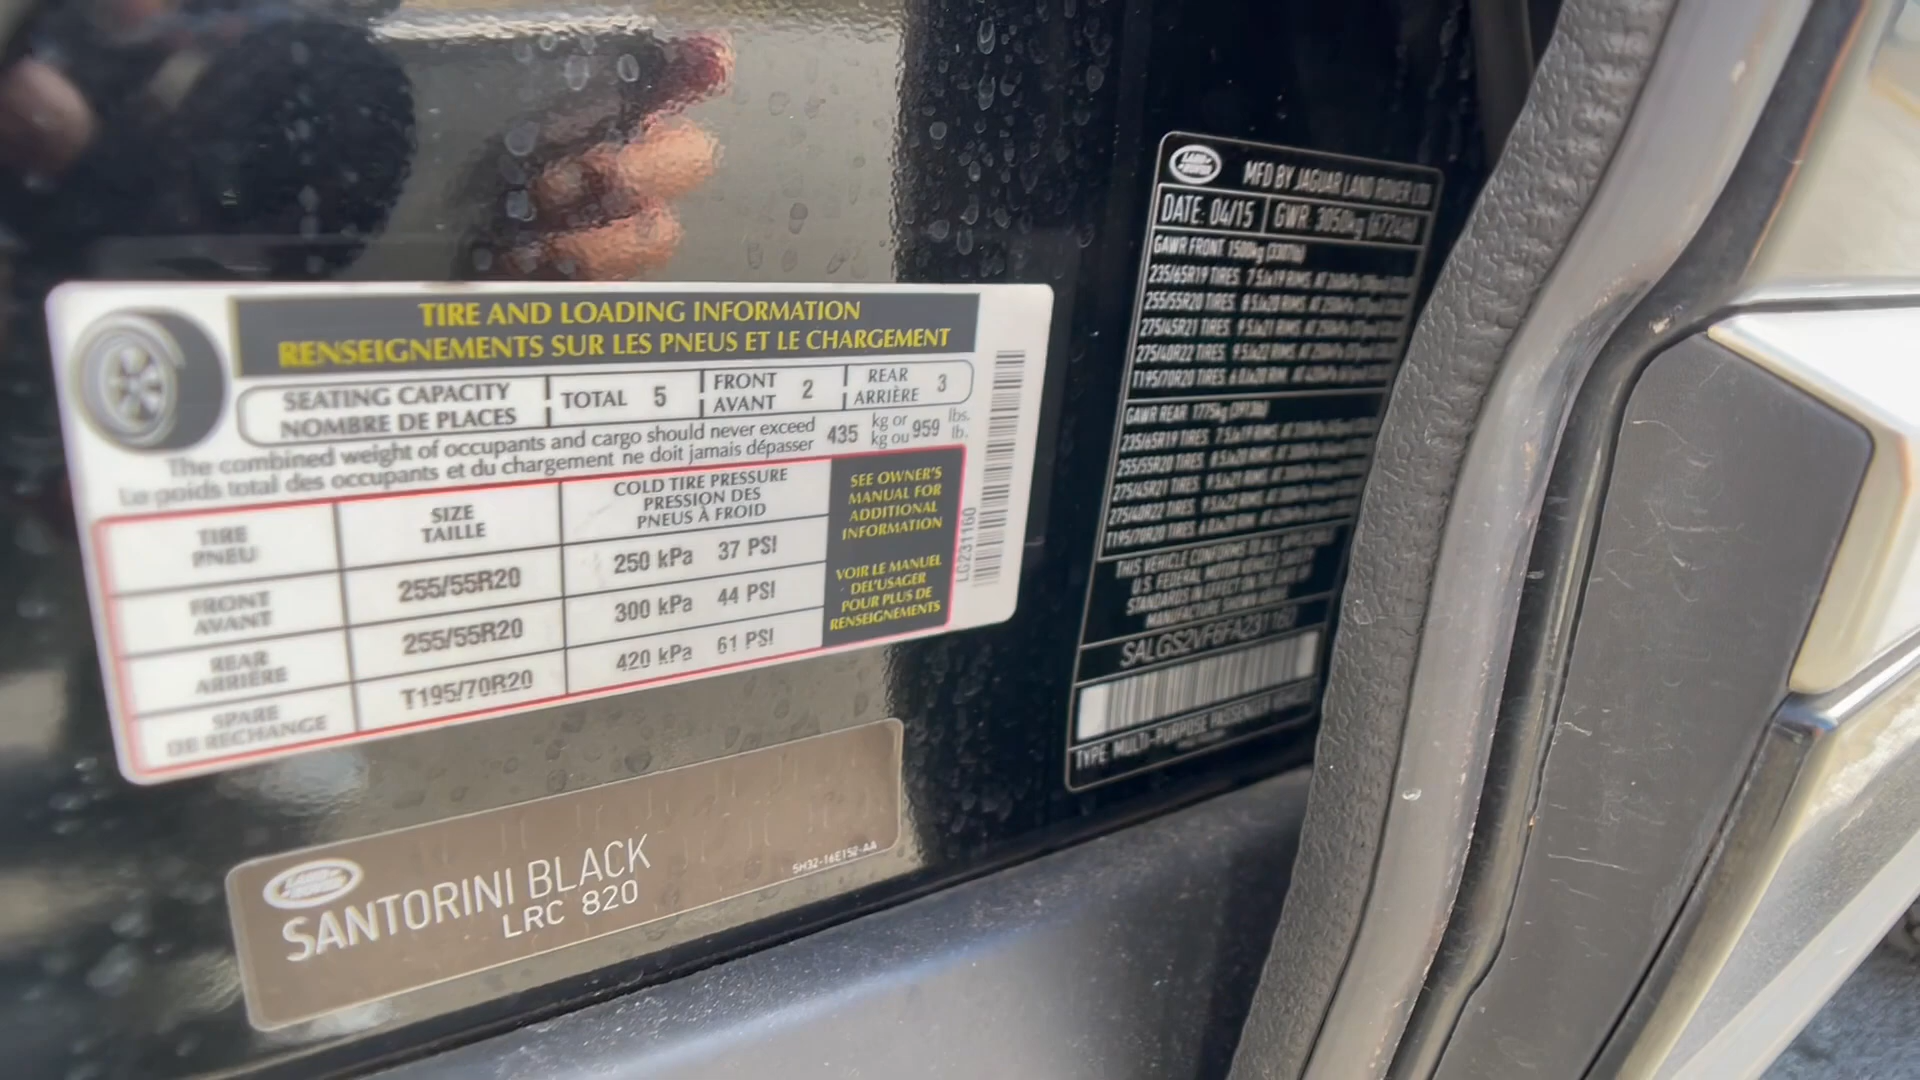 TIRE AND LOADING INFORMATION
RENSEIGNEMENTS SUR LES PNEUS ET LE CHARGEMENT
SEATING CAPACITY
NOMBRE DE PLACES
TOTAL 5
FRONT
AVANT
2
REAR
ARRIÈRE
3
The combined weight of occupants and cargo should never exceed
Le poids total des occupants et du chargement ne doit jamais dépasser
435 kg or 959 lbs.
kg ou lb.
TIRE
PNEU
SIZE
TAILLE
COLD TIRE PRESSURE
PRESSION DES
PNEUS À FROID
FRONT
AVANT
255/55R20
250 kPa 37 PSI
REAR
ARRIÈRE
255/55R20
300 kPa 44 PSI
SPARE
DE RECHANGE
T195/70R20
420 kPa 61 PSI
SEE OWNER'S
MANUAL FOR
ADDITIONAL
INFORMATION
VOIR LE MANUEL
DEL'USAGER
POUR PLUS DE
RENSEIGNEMENTS
LG231160
LAND ROVER
SANTORINI BLACK
LRC 820
5H32-16E152-AA
LAND ROVER
MFD BY JAGUAR LAND ROVER LTD
DATE: 04/15 GWR: 3050kg
GAWR FRONT 1500kg
235/65R19 TIRES
255/55R20 TIRES
275/45R21 TIRES
275/40R22 TIRES
T195/70R20 TIRES
GAWR REAR 1775kg
235/65R19 TIRES
255/55R20 TIRES
275/45R21 TIRES
275/40R22 TIRES
T195/70R20 TIRES
THIS VEHICLE CONFORMS TO ALL
U.S. FEDERAL MOTOR VEHICLE SAFETY
STANDARDS IN EFFECT ON THE DATE OF
MANUFACTURE SHOWN ABOVE
SALGS2VF6FA231160
TYPE: MULTI-PURPOSE PASSENGER